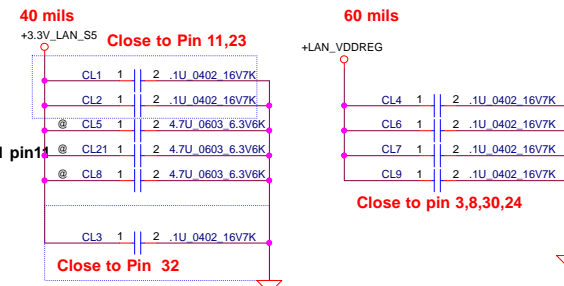 40 mils
60 mils
+3.3V_LAN_S5
Close to Pin 11,23
+LAN_VDDREG
CL1 1 2 .1U_0402_16V7K
CL2 1 2 .1U_0402_16V7K
@ CL5 1 2 4.7U_0603_6.3V6K
pin11 @ CL21 1 2 4.7U_0603_6.3V6K
@ CL8 1 2 4.7U_0603_6.3V6K
CL3 1 2 .1U_0402_16V7K
Close to Pin 32
CL4 1 2 .1U_0402_16V7K
CL6 1 2 .1U_0402_16V7K
CL7 1 2 .1U_0402_16V7K
CL9 1 2 .1U_0402_16V7K
Close to pin 3,8,30,24